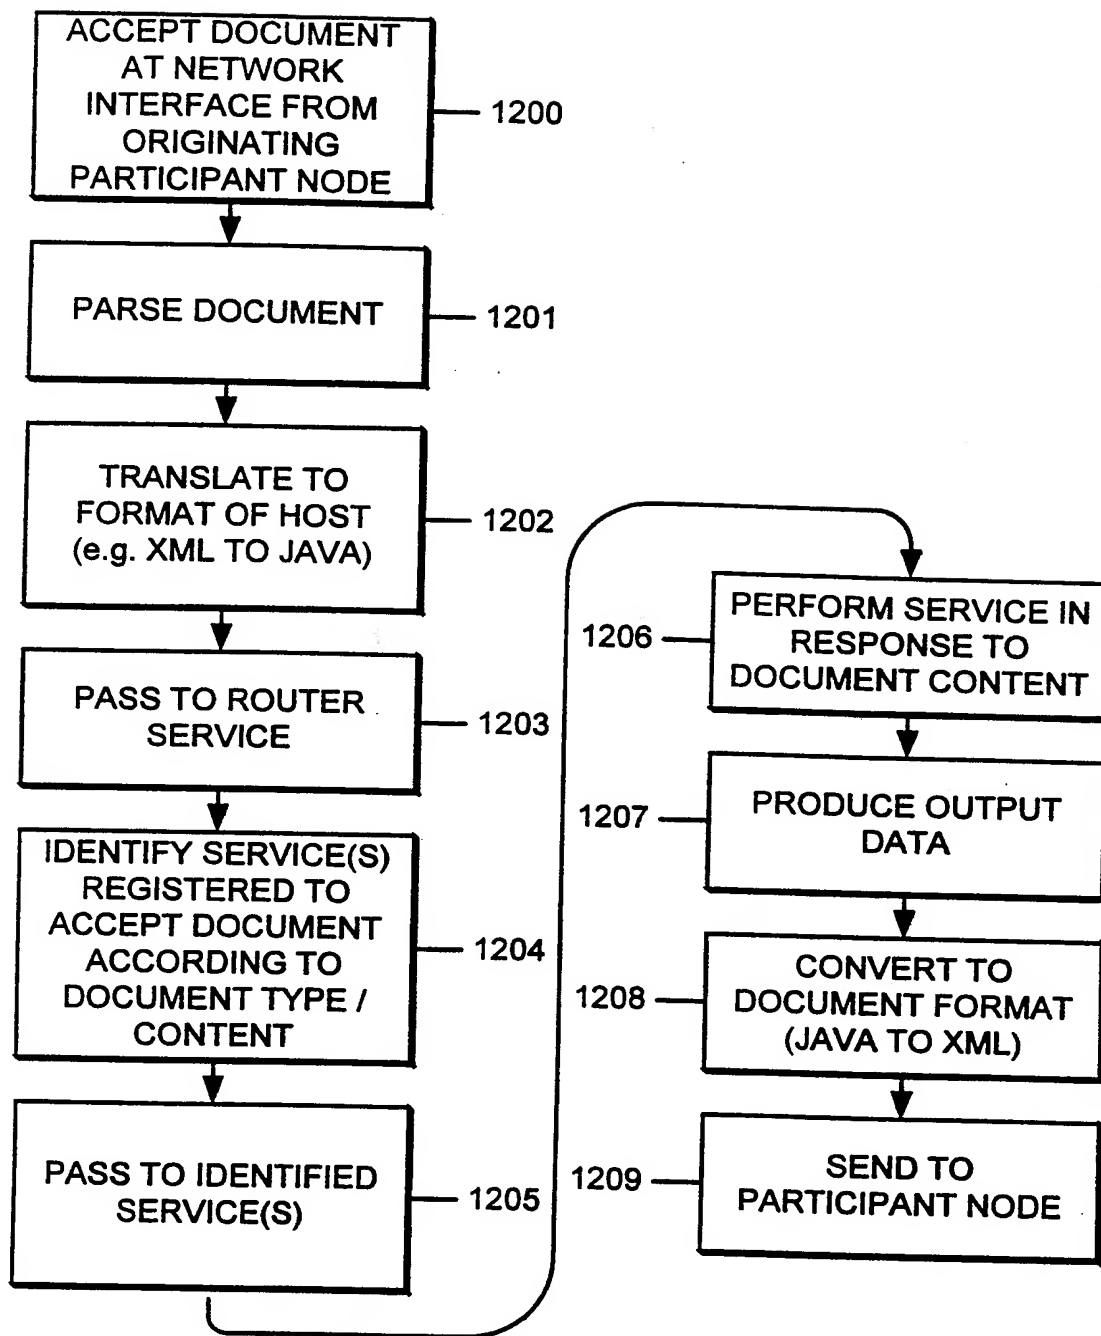 ACCEPT DOCUMENT
AT NETWORK
INTERFACE FROM
ORIGINATING
PARTICIPANT NODE
1200
PARSE DOCUMENT
1201
TRANSLATE TO
FORMAT OF HOST
(e.g. XML TO JAVA)
1202
PASS TO ROUTER
SERVICE
1203
IDENTIFY SERVICE(S)
REGISTERED TO
ACCEPT DOCUMENT
ACCORDING TO
DOCUMENT TYPE /
CONTENT
1204
PASS TO IDENTIFIED
SERVICE(S)
1205
PERFORM SERVICE IN
RESPONSE TO
DOCUMENT CONTENT
1206
PRODUCE OUTPUT
DATA
1207
CONVERT TO
DOCUMENT FORMAT
(JAVA TO XML)
1208
SEND TO
PARTICIPANT NODE
1209